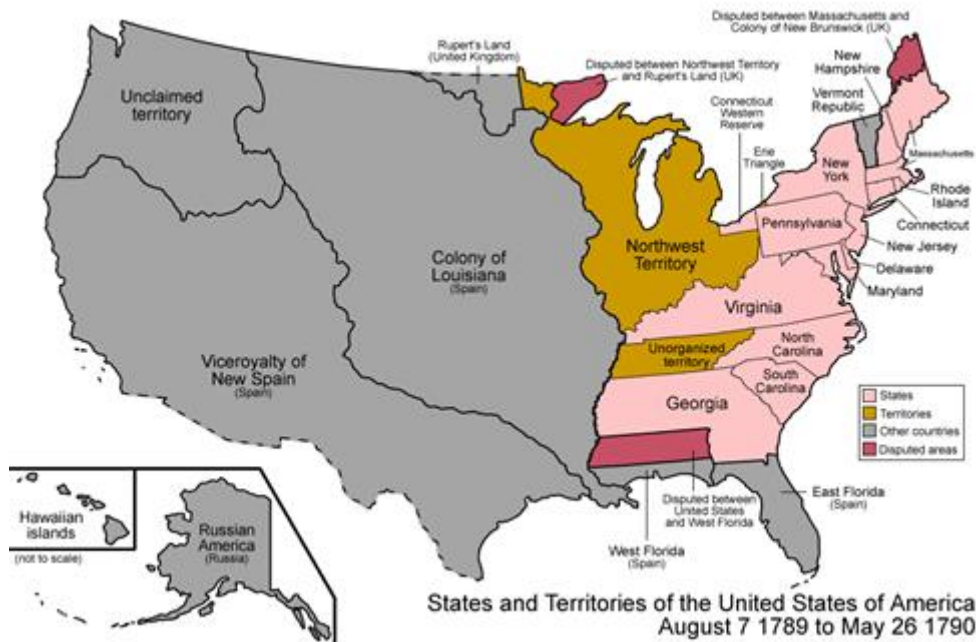 Disputed between Massachusetts and
Colony of New Brunswick (UK)
Rupert's Land
(United Kingdom)
Disputed between Northwest Territory
and Rupert's Land (UK)
New
Hampshire
Vermont
Republic
Unclaimed
territory
Connecticut
Western
Reserve
Erie
Triangle
Massachusetts
New
York
Rhode
Island
Connecticut
Pennsylvania
New Jersey
Northwest
Territory
Delaware
Maryland
Colony of
Louisiana
(Spain)
Virginia
Unorganized
territory
North
Carolina
Viceroyalty of
New Spain
(Spain)
South
Carolina
Georgia
States
Territories
Other countries
Disputed areas
East Florida
(Spain)
Disputed between
United States
and West Florida
West Florida
(Spain)
Hawaiian
islands
(not to scale)
Russian
America
(Russia)
States and Territories of the United States of America
August 7 1789 to May 26 1790